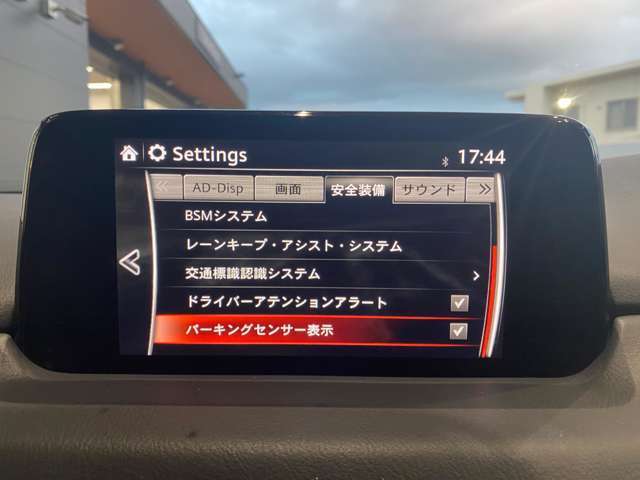 Settings 17:44
AD-Disp 画面 安全装備 サウンド
BSMシステム
レーンキープ・アシスト・システム
交通標識認識システム
ドライバーアテンションアラート
パーキングセンサー表示